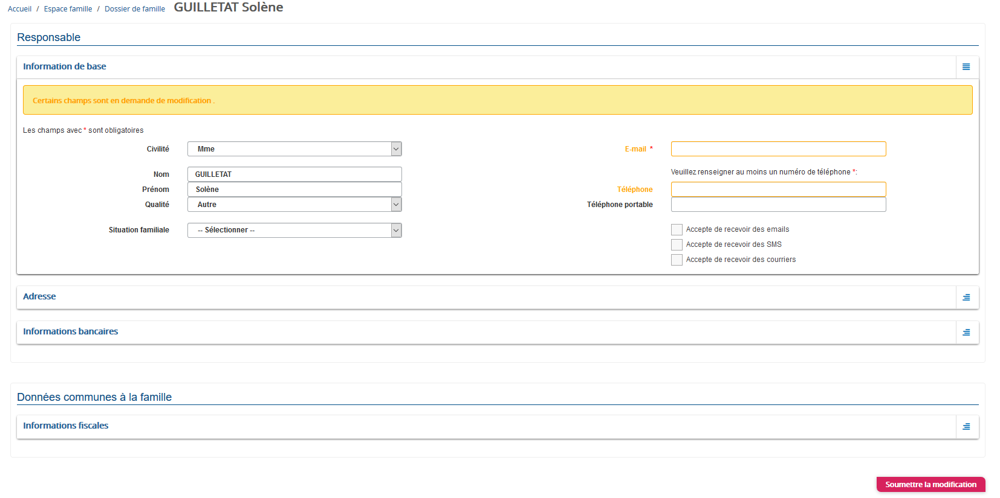 Accueil / Espace famille / Dossier de famille GUILLETAT Solène
Responsable
Information de base
Certains champs sont en demande de modification .
Les champs avec * sont obligatoires
Civilité Mme
Nom GUILLETAT
Prénom Solène
Qualité Autre
Situation familiale -- Sélectionner --
E-mail *
Veuillez renseigner au moins un numéro de téléphone *:
Téléphone
Téléphone portable
Accepte de recevoir des emails
Accepte de recevoir des SMS
Accepte de recevoir des courriers
Adresse
Informations bancaires
Données communes à la famille
Informations fiscales
Soumettre la modification